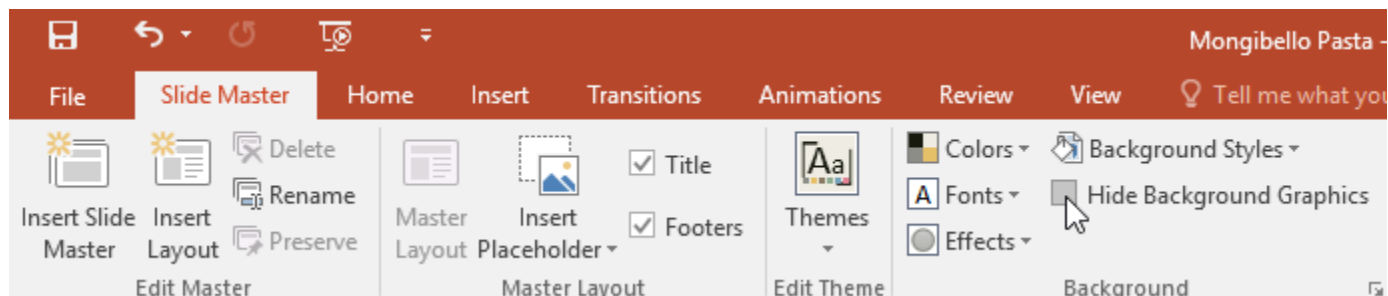 Mongibello Pasta -
File Slide Master Home Insert Transitions Animations Review View Tell me what you
Insert Slide Master
Insert Layout
Delete
Rename
Preserve
Edit Master
Master Layout
Insert Placeholder
Title
Footers
Master Layout
Aa
Themes
Edit Theme
Colors
A Fonts
Effects
Background Styles
Hide Background Graphics
Background